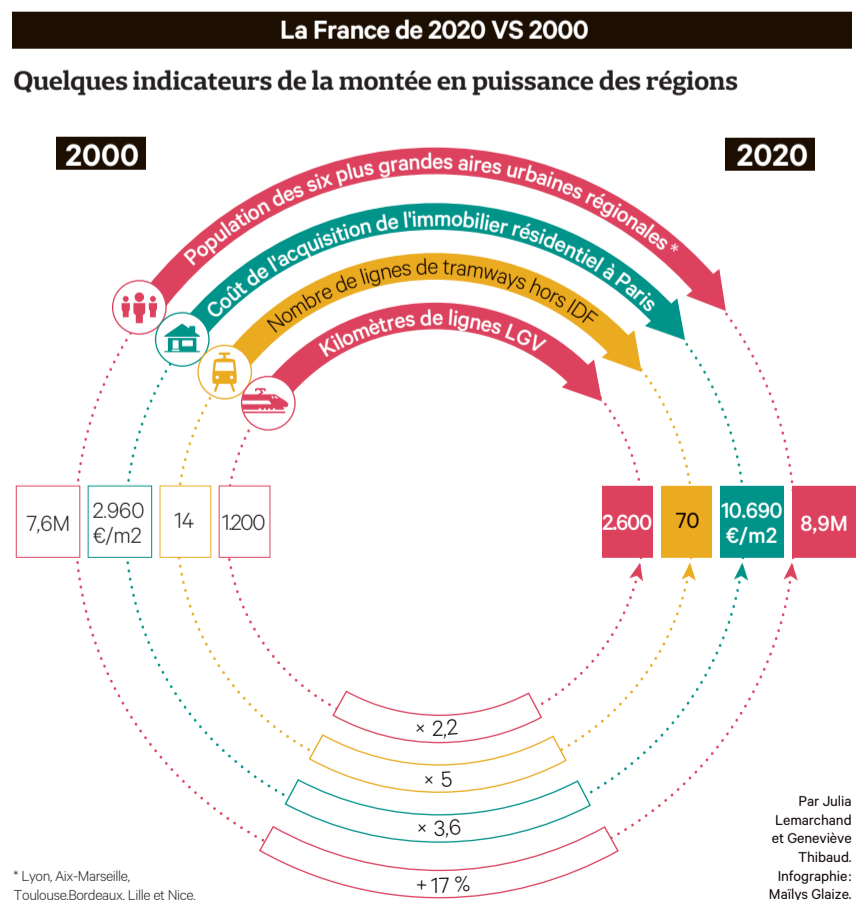 La France de 2020 VS 2000
Quelques indicateurs de la montée en puissance des régions
2000
2020
Population des six plus grandes aires urbaines régionales *
Coût de l'acquisition de l'immobilier résidentiel à Paris
Nombre de lignes de tramways hors IDF
Kilomètres de lignes LGV
7,6M
2.960
€/m2
14
1.200
2.600
70
10.690
€/m2
8,9M
× 2,2
× 5
× 3,6
+ 17 %
* Lyon, Aix-Marseille,
Toulouse,Bordeaux, Lille et Nice.
Par Julia
Lemarchand
et Geneviève
Thibaud.
Infographie:
Maïlys Glaize.